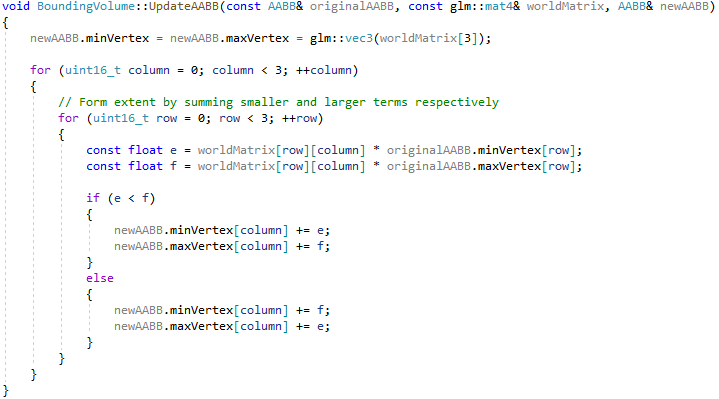 void BoundingVolume::UpdateAABB(const AABB& originalAABB, const glm::mat4& worldMatrix, AABB& newAABB)
{
    newAABB.minVertex = newAABB.maxVertex = glm::vec3(worldMatrix[3]);

    for (uint16_t column = 0; column < 3; ++column)
    {
        // Form extent by summing smaller and larger terms respectively
        for (uint16_t row = 0; row < 3; ++row)
        {
            const float e = worldMatrix[row][column] * originalAABB.minVertex[row];
            const float f = worldMatrix[row][column] * originalAABB.maxVertex[row];

            if (e < f)
            {
                newAABB.minVertex[column] += e;
                newAABB.maxVertex[column] += f;
            }
            else
            {
                newAABB.minVertex[column] += f;
                newAABB.maxVertex[column] += e;
            }
        }
    }
}